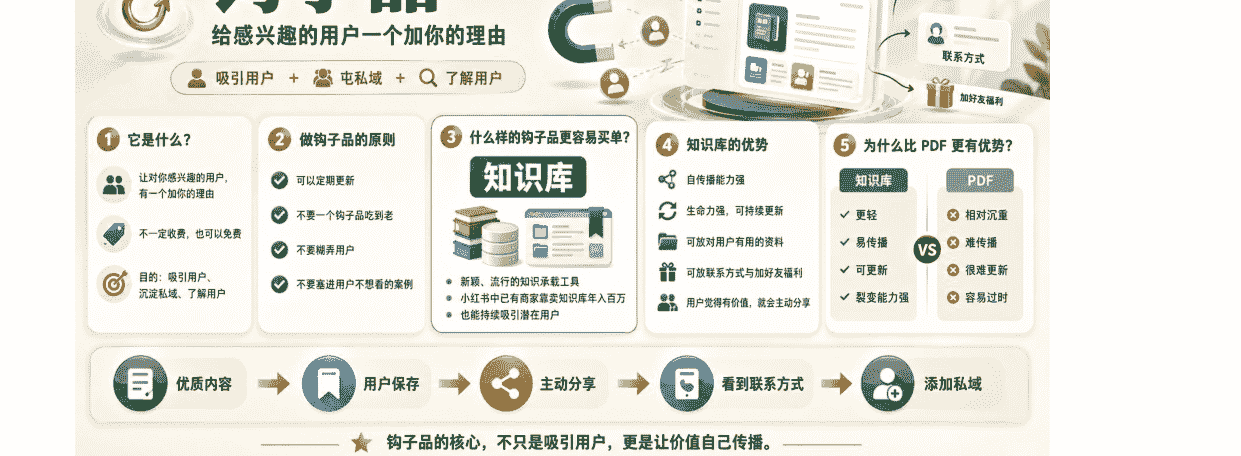 给感兴趣的用户一个加你的理由
吸引用户 + 屯私域 + 了解用户
联系方式
加好友福利
1 它是什么？
让对你感兴趣的用户，
有一个加你的理由
不一定收费，也可以免费
目的：吸引用户、
沉淀私域、了解用户
2 做钩子品的原则
可以定期更新
不要一个钩子品吃到老
不要糊弄用户
不要塞进用户不想看的案例
3 什么样的钩子品更容易买单？
知识库
新颖、流行的知识承载工具
小红书中已有商家靠卖知识库年入百万
也能持续吸引潜在用户
4 知识库的优势
自传播能力强
生命力强，可持续更新
可放对用户有用的资料
可放联系方式与加好友福利
用户觉得有价值，就会主动分享
5 为什么比 PDF 更有优势？
知识库
更轻
易传播
可更新
裂变能力强
VS
PDF
相对沉重
难传播
很难更新
容易过时
优质内容
用户保存
主动分享
看到联系方式
添加私域
钩子品的核心，不只是吸引用户，更是让价值自己传播。